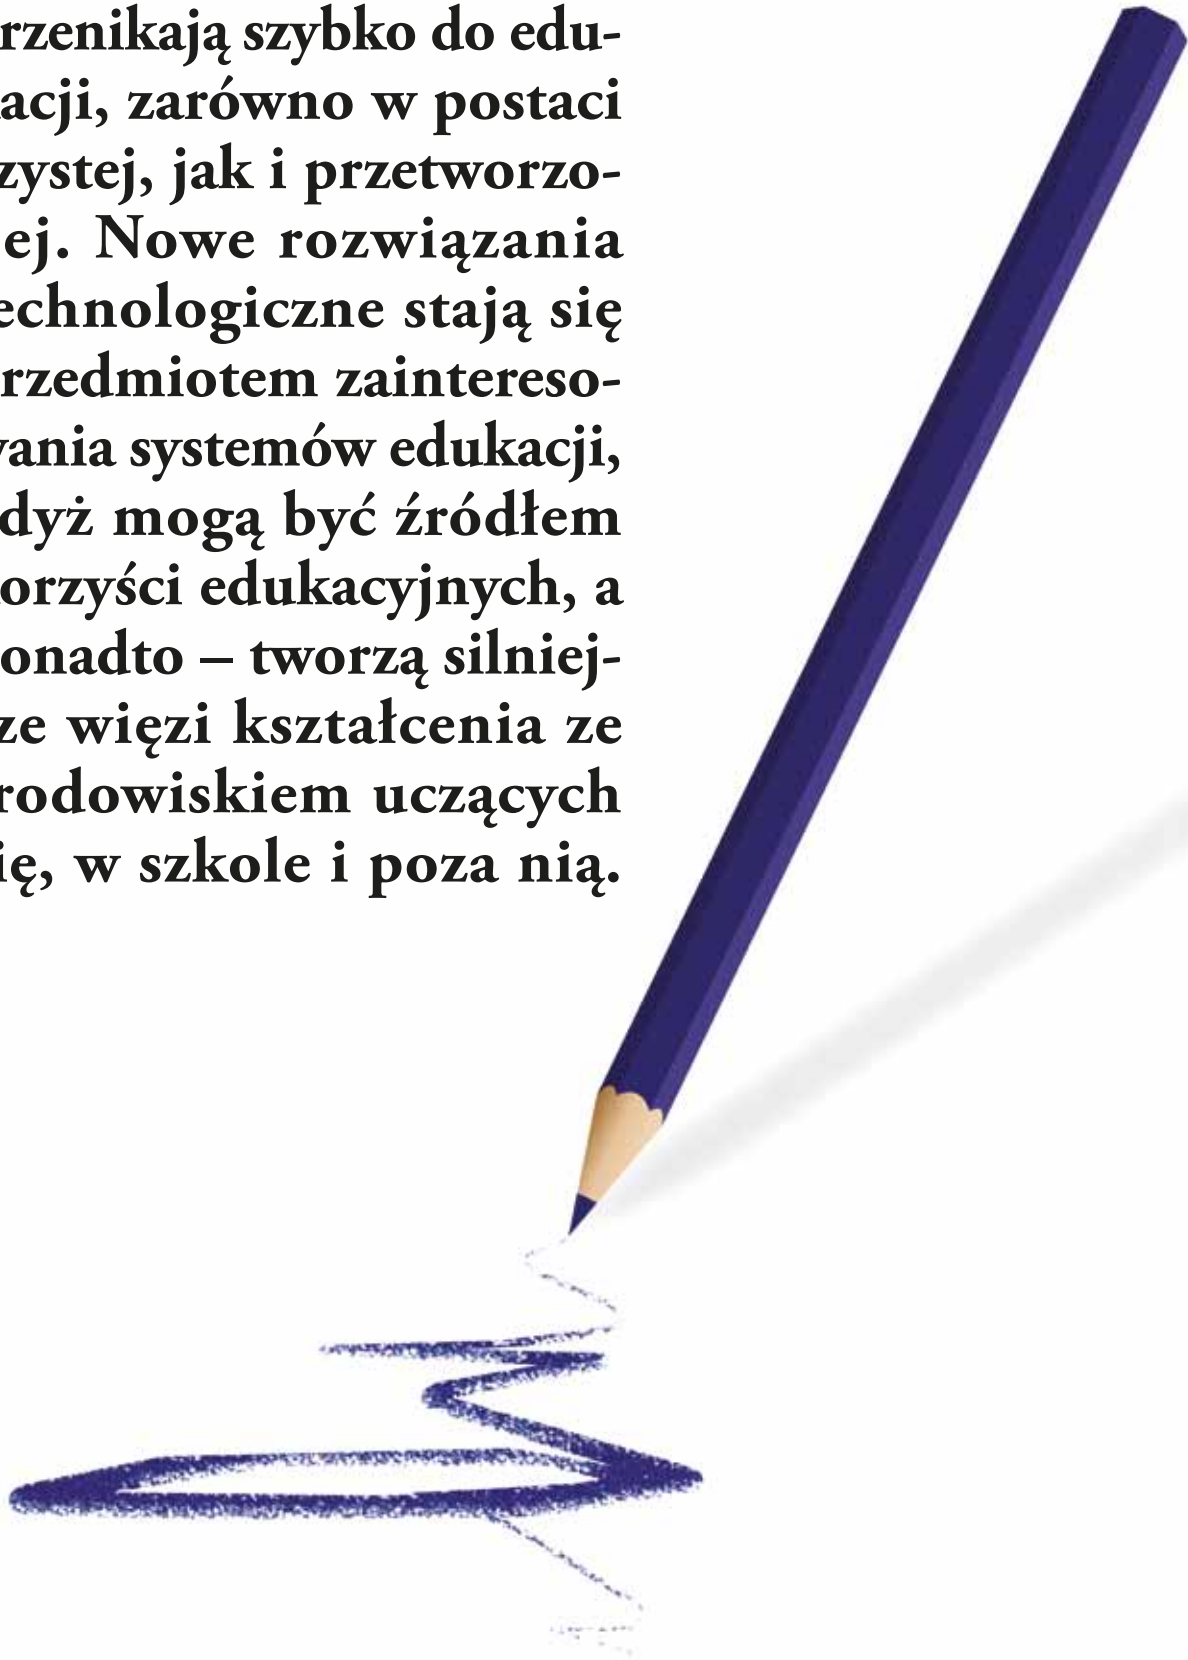 rzenikają szybko do edu-
acji, zarówno w postaci
zystej, jak i przetworzo-
ej. Nowe rozwiązania
echnologiczne stają się
rzedmiotem zaintereso-
wania systemów edukacji,
dyż mogą być źródłem
orzyści edukacyjnych, a
onadto – tworzą silniej-
ze więzi kształcenia ze
rodowiskiem uczących
ię, w szkole i poza nią.